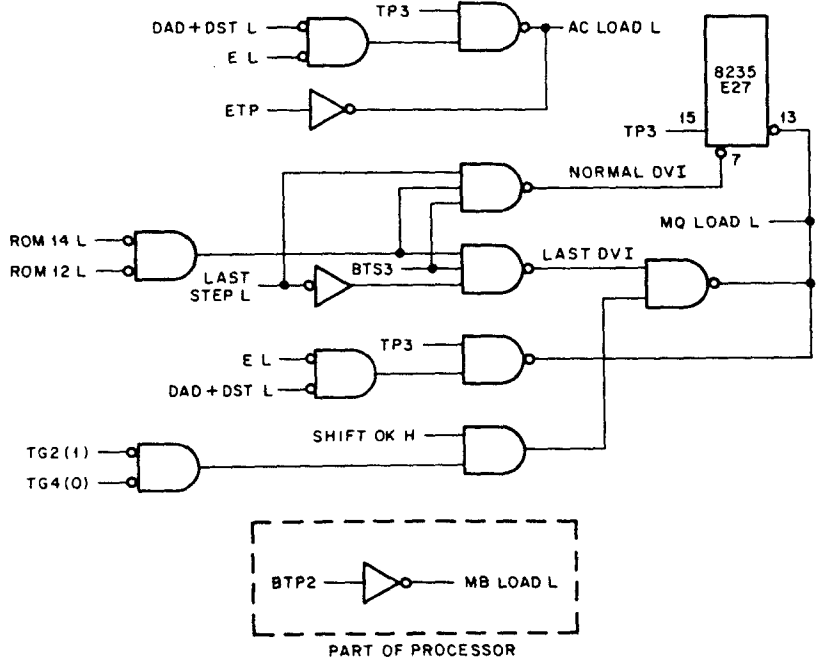 TP3
DAD+DST L
AC LOAD L
E L
8235
E27
ETP
15
13
TP3
7
NORMAL DVI
MQ LOAD L
ROM 14 L
LAST DVI
ROM 12 L
BTS3
LAST
STEP L
TP3
E L
DAD+DST L
SHIFT OK H
TG2(1)
TG4(0)
BTP2
MB LOAD L
PART OF PROCESSOR